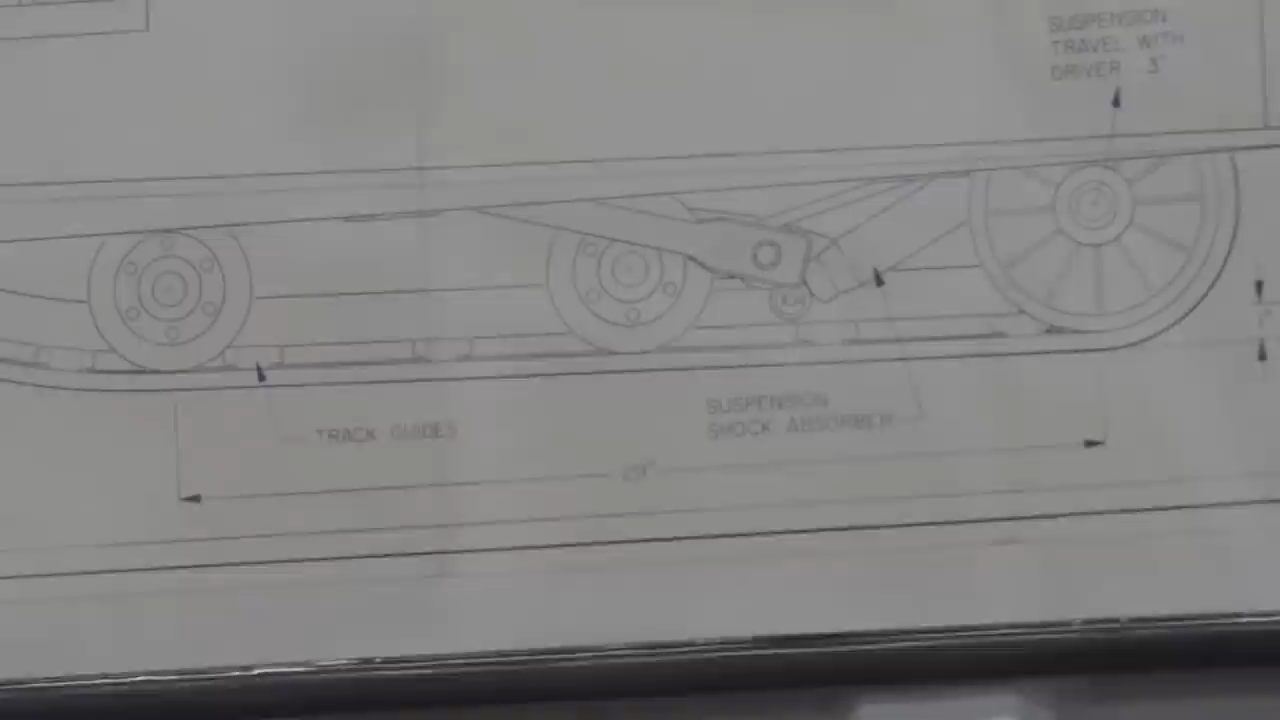 SUSPENSION
TRAVEL WITH
DRIVER 3"
TRACK GUIDES
SUSPENSION
SHOCK ABSORBER